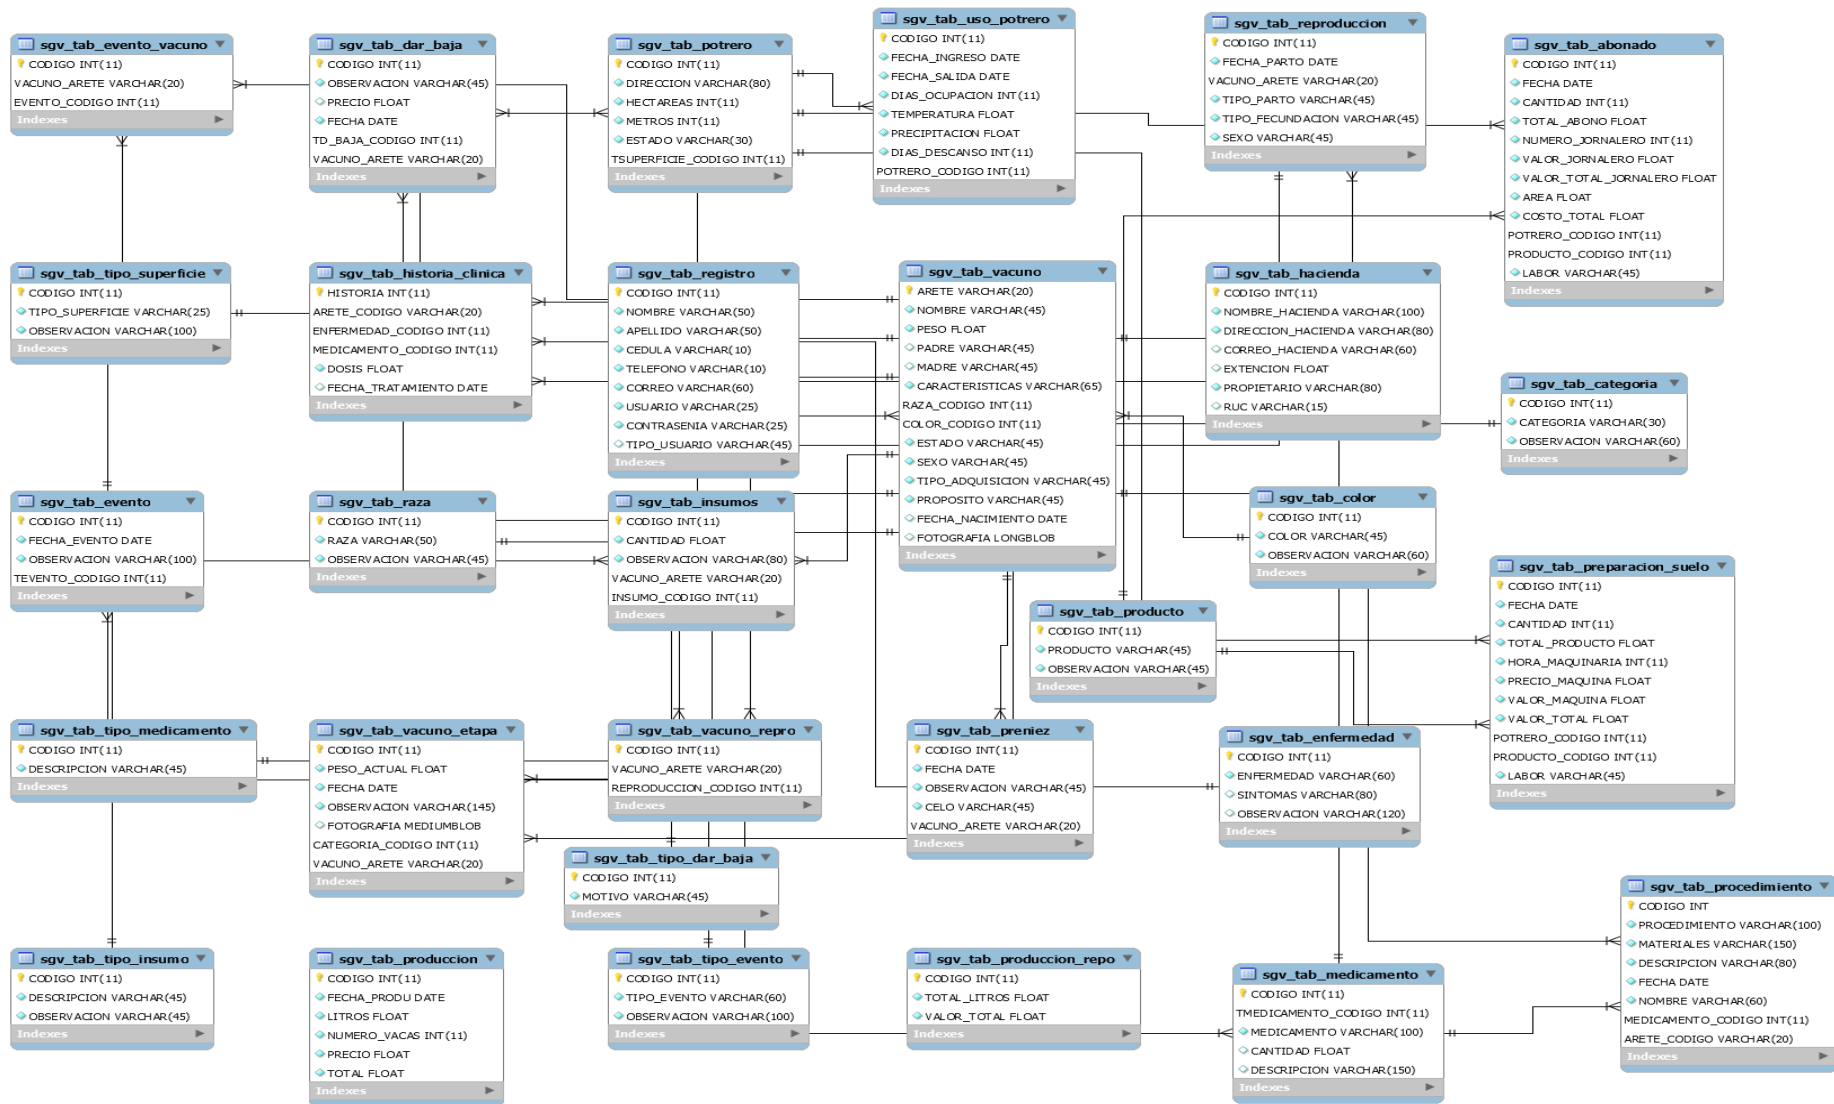 sgv_tab_evento_vacuno
CODIGO INT(11)
VACUNO_ARETE VARCHAR(20)
EVENTO_CODIGO INT(11)
Indexes
sgv_tab_dar_baja
CODIGO INT(11)
OBSERVACION VARCHAR(45)
PRECIO FLOAT
FECHA DATE
TD_BAJA_CODIGO INT(11)
VACUNO_ARETE VARCHAR(20)
Indexes
sgv_tab_potrero
CODIGO INT(11)
DIRECCION VARCHAR(80)
HECTAREAS INT(11)
METROS INT(11)
ESTADO VARCHAR(30)
TSUPERFICIE_CODIGO INT(11)
Indexes
sgv_tab_uso_potrero
CODIGO INT(11)
FECHA_INGRESO DATE
FECHA_SALIDA DATE
DIAS_OCUPACION INT(11)
TEMPERATURA FLOAT
PRECIPITACION FLOAT
DIAS_DESCANSO INT(11)
POTRERO_CODIGO INT(11)
Indexes
sgv_tab_reproduccion
CODIGO INT(11)
FECHA_PARTO DATE
VACUNO_ARETE VARCHAR(20)
TIPO_PARTO VARCHAR(45)
TIPO_FECUNDACION VARCHAR(45)
SEXO VARCHAR(45)
Indexes
sgv_tab_abonado
CODIGO INT(11)
FECHA DATE
CANTIDAD INT(11)
TOTAL_ABONO FLOAT
NUMERO_JORNALERO INT(11)
VALOR_JORNALERO FLOAT
VALOR_TOTAL_JORNALERO FLOAT
AREA FLOAT
COSTO_TOTAL FLOAT
POTRERO_CODIGO INT(11)
PRODUCTO_CODIGO INT(11)
LABOR VARCHAR(45)
Indexes
sgv_tab_tipo_superficie
CODIGO INT(11)
TIPO_SUPERFICIE VARCHAR(25)
OBSERVACION VARCHAR(100)
Indexes
sgv_tab_historia_clinica
HISTORIA INT(11)
ARETE_CODIGO VARCHAR(20)
ENFERMEDAD_CODIGO INT(11)
MEDICAMENTO_CODIGO INT(11)
DOSIS FLOAT
FECHA_TRATAMIENTO DATE
Indexes
sgv_tab_registro
CODIGO INT(11)
NOMBRE VARCHAR(50)
APELLIDO VARCHAR(50)
CEDULA VARCHAR(10)
TELEFONO VARCHAR(10)
CORREO VARCHAR(60)
USUARIO VARCHAR(25)
CONTRASENIA VARCHAR(25)
TIPO_USUARIO VARCHAR(45)
Indexes
sgv_tab_vacuno
ARETE VARCHAR(20)
NOMBRE VARCHAR(45)
PESO FLOAT
PADRE VARCHAR(45)
MADRE VARCHAR(45)
CARACTERISTICAS VARCHAR(65)
RAZA_CODIGO INT(11)
COLOR_CODIGO INT(11)
ESTADO VARCHAR(45)
SEXO VARCHAR(45)
TIPO_ADQUISICION VARCHAR(45)
PROPOSITO VARCHAR(45)
FECHA_NACIMIENTO DATE
FOTOGRAFIA LONGBLOB
Indexes
sgv_tab_hacienda
CODIGO INT(11)
NOMBRE_HACIENDA VARCHAR(100)
DIRECCION_HACIENDA VARCHAR(80)
CORREO_HACIENDA VARCHAR(60)
EXTENCION FLOAT
PROPIETARIO VARCHAR(80)
RUC VARCHAR(15)
Indexes
sgv_tab_categoria
CODIGO INT(11)
CATEGORIA VARCHAR(30)
OBSERVACION VARCHAR(60)
Indexes
sgv_tab_evento
CODIGO INT(11)
FECHA_EVENTO DATE
OBSERVACION VARCHAR(100)
TEVENTO_CODIGO INT(11)
Indexes
sgv_tab_raza
CODIGO INT(11)
RAZA VARCHAR(50)
OBSERVACION VARCHAR(45)
Indexes
sgv_tab_insumos
CODIGO INT(11)
CANTIDAD FLOAT
OBSERVACION VARCHAR(80)
VACUNO_ARETE VARCHAR(20)
INSUMO_CODIGO INT(11)
Indexes
sgv_tab_color
CODIGO INT(11)
COLOR VARCHAR(45)
OBSERVACION VARCHAR(60)
Indexes
sgv_tab_producto
CODIGO INT(11)
PRODUCTO VARCHAR(45)
OBSERVACION VARCHAR(45)
Indexes
sgv_tab_preparacion_suelo
CODIGO INT(11)
FECHA DATE
CANTIDAD INT(11)
TOTAL_PRODUCTO FLOAT
HORA_MAQUINARIA INT(11)
PRECIO_MAQUINA FLOAT
VALOR_MAQUINA FLOAT
VALOR_TOTAL FLOAT
POTRERO_CODIGO INT(11)
PRODUCTO_CODIGO INT(11)
LABOR VARCHAR(45)
Indexes
sgv_tab_tipo_medicamento
CODIGO INT(11)
DESCRIPCION VARCHAR(45)
Indexes
sgv_tab_vacuno_etapa
CODIGO INT(11)
PESO_ACTUAL FLOAT
FECHA DATE
OBSERVACION VARCHAR(145)
FOTOGRAFIA MEDIUMBLOB
CATEGORIA_CODIGO INT(11)
VACUNO_ARETE VARCHAR(20)
Indexes
sgv_tab_vacuno_repro
CODIGO INT(11)
VACUNO_ARETE VARCHAR(20)
REPRODUCCION_CODIGO INT(11)
Indexes
sgv_tab_preniez
CODIGO INT(11)
FECHA DATE
OBSERVACION VARCHAR(45)
CELO VARCHAR(45)
VACUNO_ARETE VARCHAR(20)
Indexes
sgv_tab_enfermedad
CODIGO INT(11)
ENFERMEDAD VARCHAR(60)
SINTOMAS VARCHAR(80)
OBSERVACION VARCHAR(120)
Indexes
sgv_tab_tipo_dar_baja
CODIGO INT(11)
MOTIVO VARCHAR(45)
Indexes
sgv_tab_procedimiento
CODIGO INT
PROCEDIMIENTO VARCHAR(100)
MATERIALES VARCHAR(150)
DESCRIPCION VARCHAR(80)
FECHA DATE
NOMBRE VARCHAR(60)
MEDICAMENTO_CODIGO INT(11)
ARETE_CODIGO VARCHAR(20)
Indexes
sgv_tab_tipo_insumo
CODIGO INT(11)
DESCRIPCION VARCHAR(45)
OBSERVACION VARCHAR(45)
Indexes
sgv_tab_produccion
CODIGO INT(11)
FECHA_PRODU DATE
LITROS FLOAT
NUMERO_VACAS INT(11)
PRECIO FLOAT
TOTAL FLOAT
Indexes
sgv_tab_tipo_evento
CODIGO INT(11)
TIPO_EVENTO VARCHAR(60)
OBSERVACION VARCHAR(100)
Indexes
sgv_tab_produccion_repo
CODIGO INT(11)
TOTAL_LITROS FLOAT
VALOR_TOTAL FLOAT
Indexes
sgv_tab_medicamento
CODIGO INT(11)
TMEDICAMENTO_CODIGO INT(11)
MEDICAMENTO VARCHAR(100)
CANTIDAD FLOAT
DESCRIPCION VARCHAR(150)
Indexes